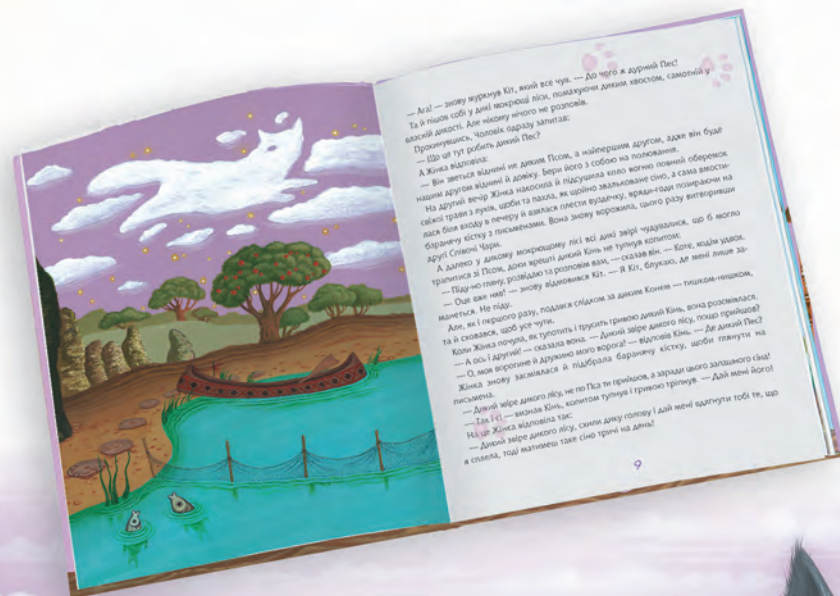 — Ага! — знову муркнув Кіт, який все чув. — До чого ж дурний Пес!
Та й пішов собі у дикі мокрющі ліси, помахуючи диким хвостом, самотній у
власній дикості. Але нікому нічого не розповів.
Прокинувшись, Чоловік одразу запитав:
— Що це тут робить дикий Пес?
А Жінка відповіла:
— Він зветься віднині не диким Псом, а найпершим другом, адже він буде
нашим другом віднині й довіку. Бери його з собою на полювання.
На другий вечір Жінка накосила й підсушила коло вогню повний оберемок
свіжої трави з луків, щоби та пахла, як щойно звальоване сіно, а сама вмости-
лася біля входу в печеру й взялася плести вуздечку, вряди-годи позираючи на
баранячу кістку з письменами. Вона знову ворожила, цього разу витворивши
другі Співочі Чари.
А далеко у дикому мокрющому лісі всі дикі звірі чудувалися, що б могло
трапитися зі Псом, доки врешті дикий Кінь не тупнув копитом:
— Піду-но гляну, розвідаю та розповім вам, — сказав він. — Коте, ходім удвох.
— Оце вже няв! — знову відмовився Кіт. — Я Кіт, блукаю, де мені лише за-
манеться. Не піду.
Але, як і першого разу, подався слідком за диким Конем — тишком-нишком,
та й сховався, щоб усе чути.
Коли Жінка почула, як тупотить і трусить гривою дикий Кінь, вона розсміялася.
— А ось і другий! — сказала вона. — Дикий звіре дикого лісу, пощо прийшов?
— О, моя ворогине й дружино мого ворога! — відповів Кінь. — Де дикий Пес?
Жінка знову засміялася й підібрала баранячу кістку, щоби глянути на
письмена.
— Дикий звіре дикого лісу, не по Пса ти прийшов, а заради цього запашного сіна!
— Так і є! — визнав Кінь, копитом тупнув і гривою тріпнув. — Дай мені його!
На це Жінка відповіла так:
— Дикий звіре дикого лісу, схили дику голову і дай мені вдягнути тобі те, що
я сплела, тоді матимеш таке сіно тричі на день!
9